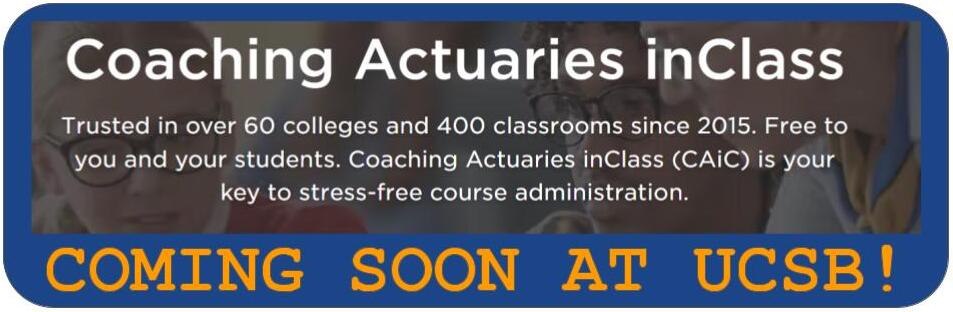 Coaching Actuaries inClass
Trusted in over 60 colleges and 400 classrooms since 2015. Free to
you and your students. Coaching Actuaries inClass (CAiC) is your
key to stress-free course administration.
COMING SOON AT UCSB!